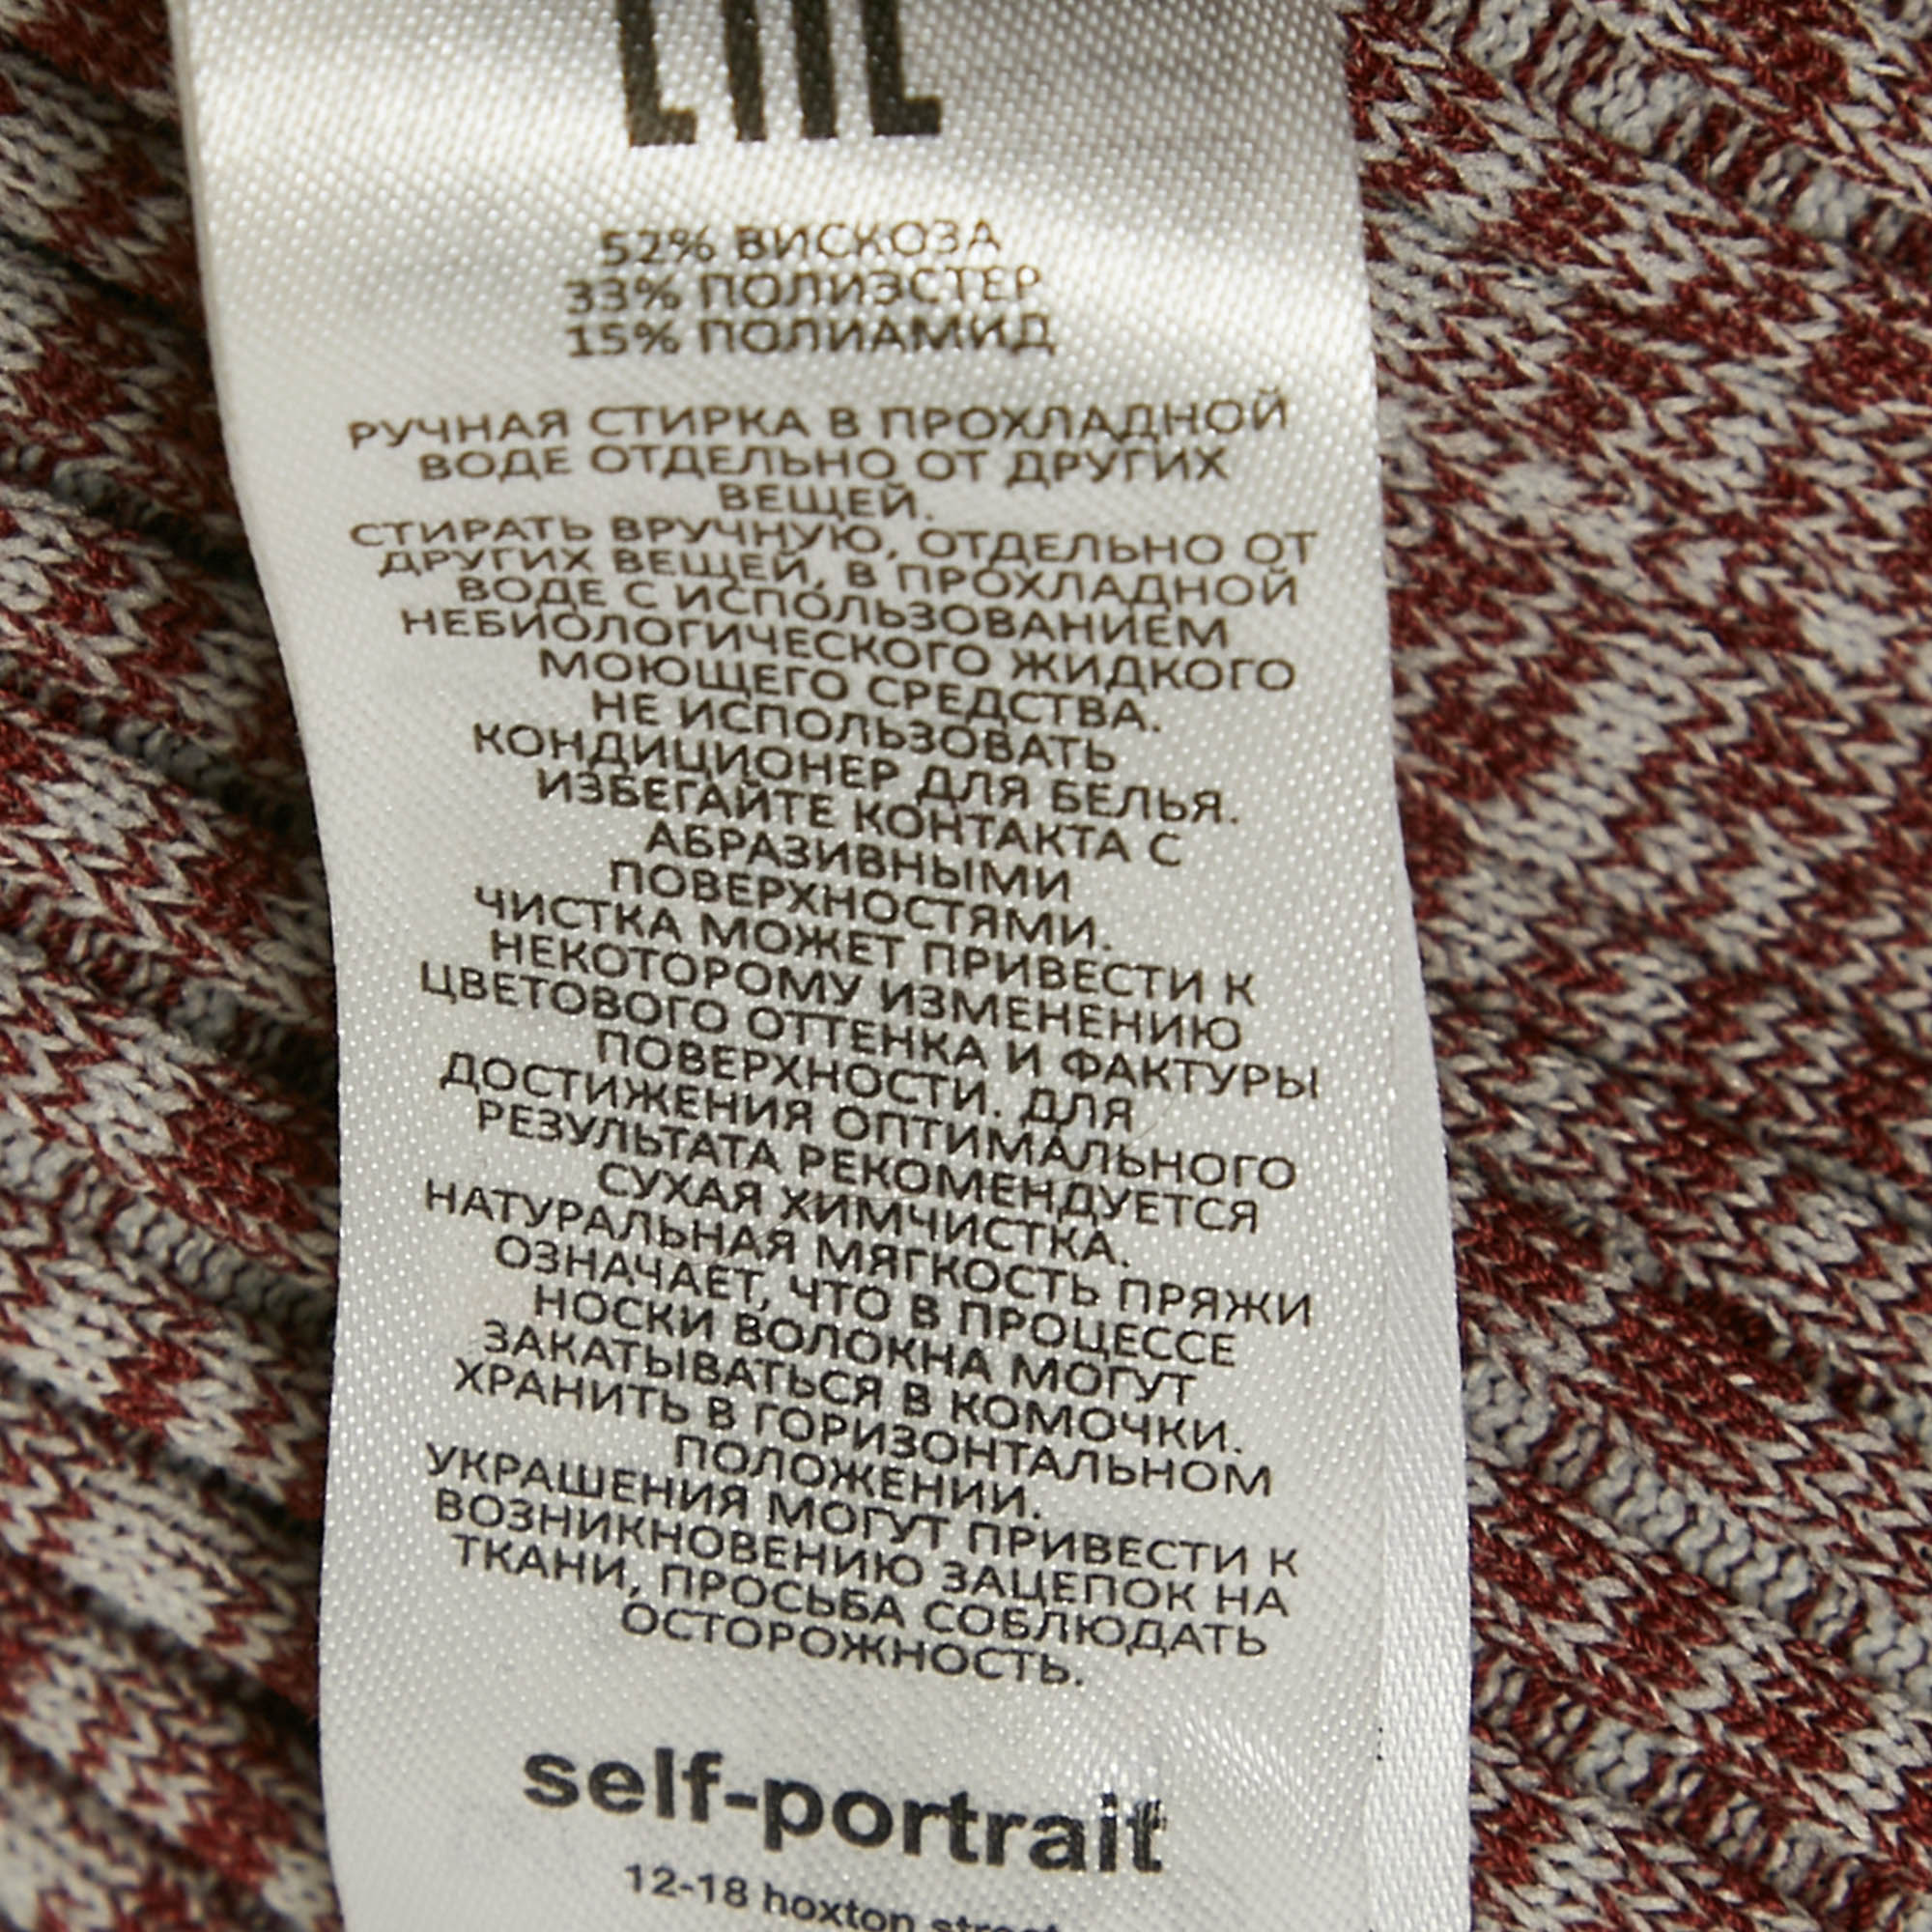 EAC
52% ВИСКОЗА
33% ПОЛИЭСТЕР
15% ПОЛИАМИД
РУЧНАЯ СТИРКА В ПРОХЛАДНОЙ
ВОДЕ ОТДЕЛЬНО ОТ ДРУГИХ
ВЕЩЕЙ.
СТИРАТЬ ВРУЧНУЮ, ОТДЕЛЬНО ОТ
ДРУГИХ ВЕЩЕЙ, В ПРОХЛАДНОЙ
ВОДЕ С ИСПОЛЬЗОВАНИЕМ
НЕБИОЛОГИЧЕСКОГО ЖИДКОГО
МОЮЩЕГО СРЕДСТВА.
НЕ ИСПОЛЬЗОВАТЬ
КОНДИЦИОНЕР ДЛЯ БЕЛЬЯ.
ИЗБЕГАЙТЕ КОНТАКТА С
АБРАЗИВНЫМИ
ПОВЕРХНОСТЯМИ.
ЧИСТКА МОЖЕТ ПРИВЕСТИ К
НЕКОТОРОМУ ИЗМЕНЕНИЮ
ЦВЕТОВОГО ОТТЕНКА И ФАКТУРЫ
ПОВЕРХНОСТИ. ДЛЯ
ДОСТИЖЕНИЯ ОПТИМАЛЬНОГО
РЕЗУЛЬТАТА РЕКОМЕНДУЕТСЯ
СУХАЯ ХИМЧИСТКА.
НАТУРАЛЬНАЯ МЯГКОСТЬ ПРЯЖИ
ОЗНАЧАЕТ, ЧТО В ПРОЦЕССЕ
НОСКИ ВОЛОКНА МОГУТ
ЗАКАТЫВАТЬСЯ В КОМОЧКИ.
ХРАНИТЬ В ГОРИЗОНТАЛЬНОМ
ПОЛОЖЕНИИ.
УКРАШЕНИЯ МОГУТ ПРИВЕСТИ К
ВОЗНИКНОВЕНИЮ ЗАЦЕПОК НА
ТКАНИ, ПРОСЬБА СОБЛЮДАТЬ
ОСТОРОЖНОСТЬ.
self-portrait
12-18 hoxton street